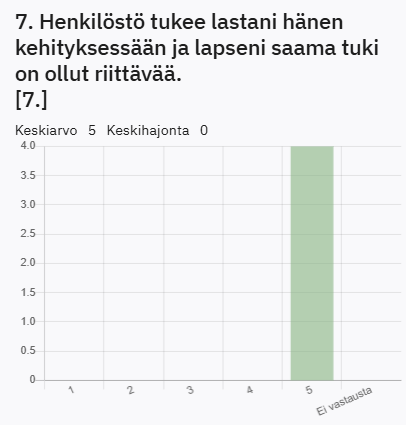 7. Henkilöstö tukee lastani hänen
kehityksessään ja lapseni saama tuki
on ollut riittävää.
[7.]
Keskiarvo 5 Keskihajonta 0
4.0
3.5
3.0
2.5
2.0
1.5
1.0
0.5
0
1 2 3 4 5 Ei vastausta